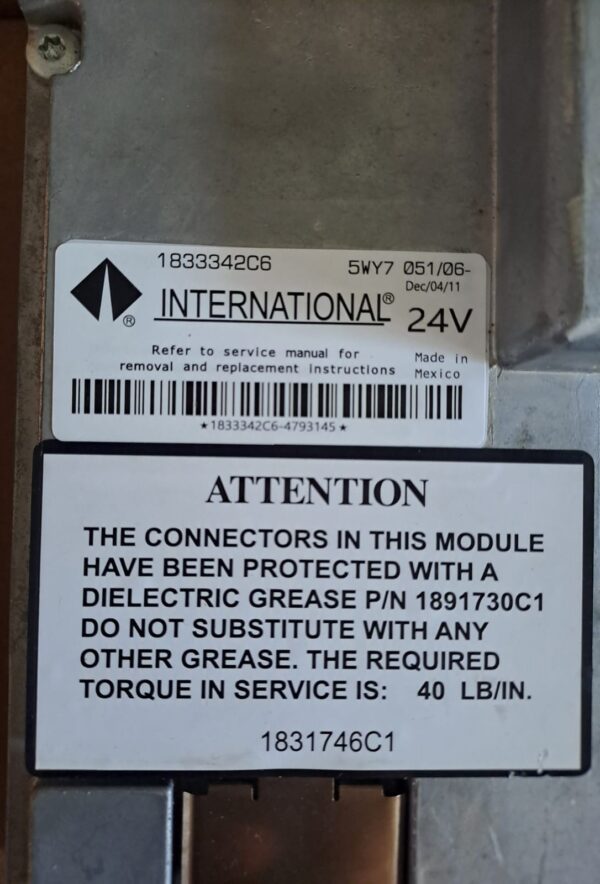 1833342C6 5WY7 051/06-
Dec/04/11
INTERNATIONAL® 24V
®
Refer to service manual for
removal and replacement instructions
Made in
Mexico
*1833342C6-4793145*
ATTENTION
THE CONNECTORS IN THIS MODULE
HAVE BEEN PROTECTED WITH A
DIELECTRIC GREASE P/N 1891730C1
DO NOT SUBSTITUTE WITH ANY
OTHER GREASE. THE REQUIRED
TORQUE IN SERVICE IS: 40 LB/IN.
1831746C1